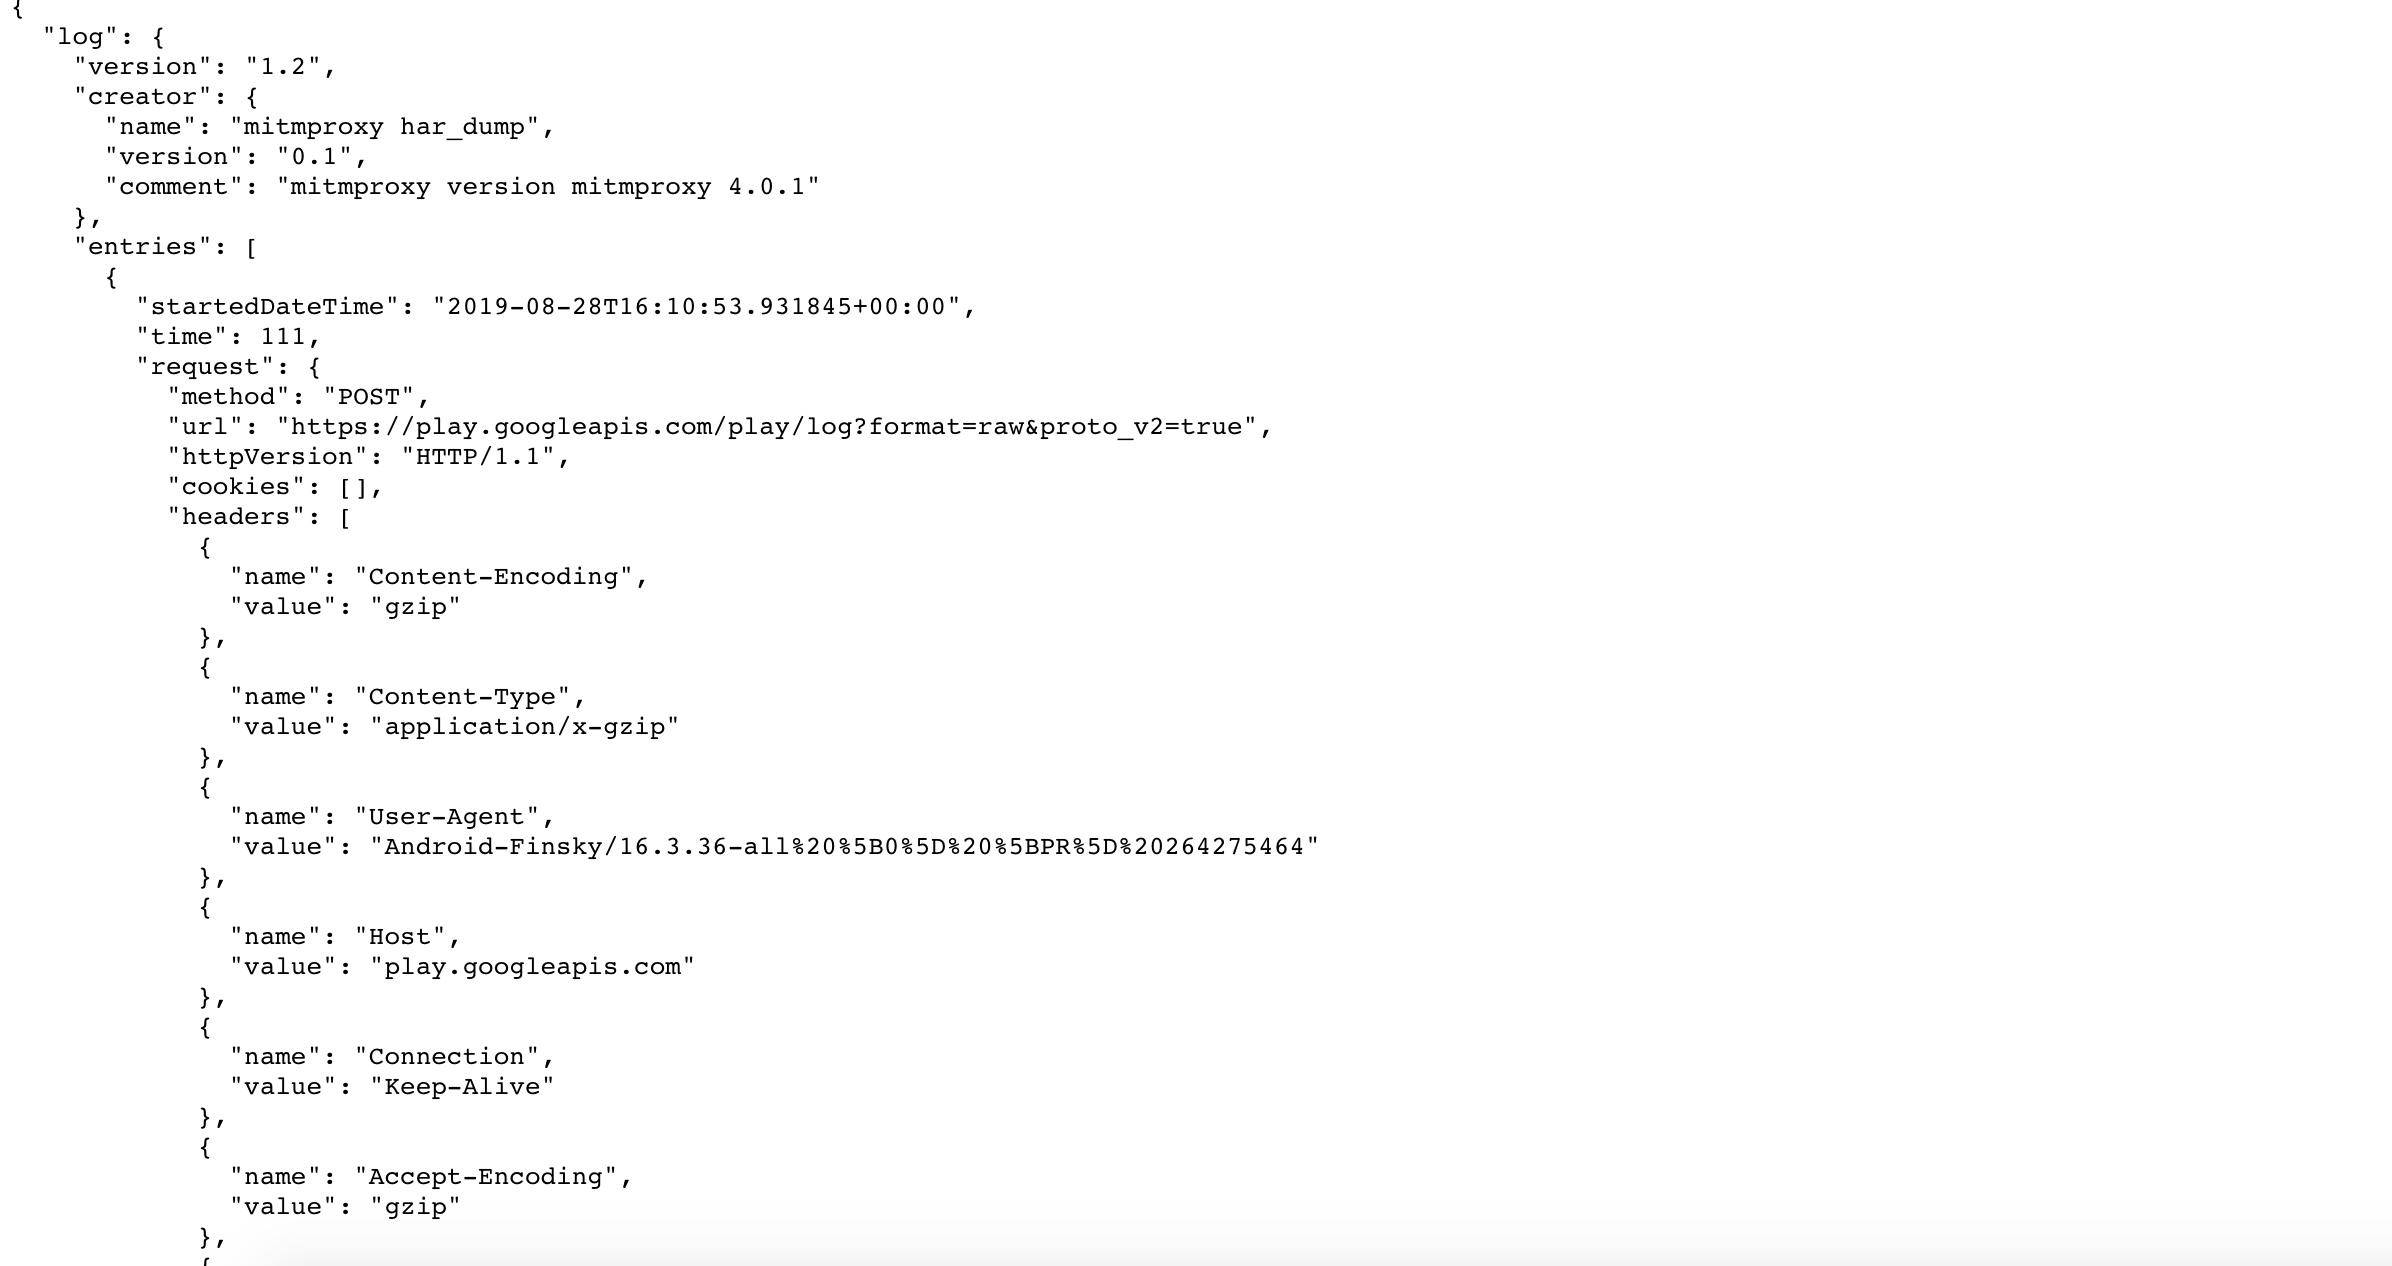 {
  "log": {
    "version": "1.2",
    "creator": {
      "name": "mitmproxy har_dump",
      "version": "0.1",
      "comment": "mitmproxy version mitmproxy 4.0.1"
    },
    "entries": [
      {
        "startedDateTime": "2019-08-28T16:10:53.931845+00:00",
        "time": 111,
        "request": {
          "method": "POST",
          "url": "https://play.googleapis.com/play/log?format=raw&proto_v2=true",
          "httpVersion": "HTTP/1.1",
          "cookies": [],
          "headers": [
            {
              "name": "Content-Encoding",
              "value": "gzip"
            },
            {
              "name": "Content-Type",
              "value": "application/x-gzip"
            },
            {
              "name": "User-Agent",
              "value": "Android-Finsky/16.3.36-all%20%5B0%5D%20%5BPR%5D%20264275464"
            },
            {
              "name": "Host",
              "value": "play.googleapis.com"
            },
            {
              "name": "Connection",
              "value": "Keep-Alive"
            },
            {
              "name": "Accept-Encoding",
              "value": "gzip"
            },
            {